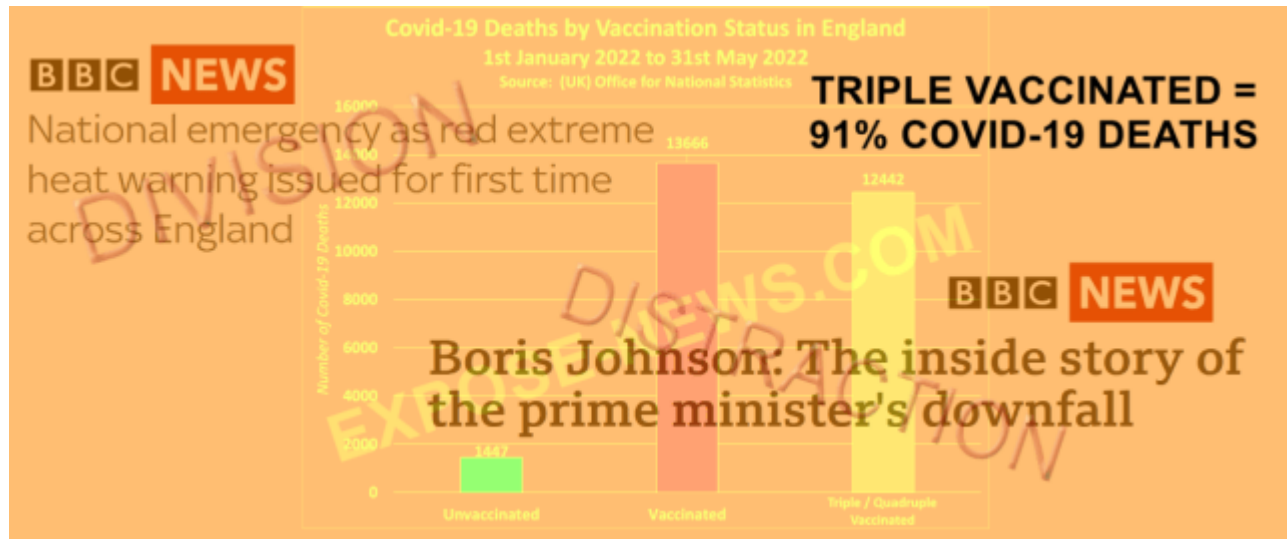 Covid-19 Deaths by Vaccination Status in England
1st January 2022 to 31st May 2022
Source: (UK) Office for National Statistics
BBC NEWS
National emergency as red extreme
heat warning issued for first time
across England
TRIPLE VACCINATED =
91% COVID-19 DEATHS
DIVISION
BBC NEWS
Boris Johnson: The inside story of
the prime minister's downfall
DISTRACTION
EXPOSE-NEWS.COM
Number of Covid-19 Deaths
16000
14000
12000
10000
8000
6000
4000
2000
0
1447
13666
12442
Unvaccinated
Vaccinated
Triple / Quadruple
Vaccinated